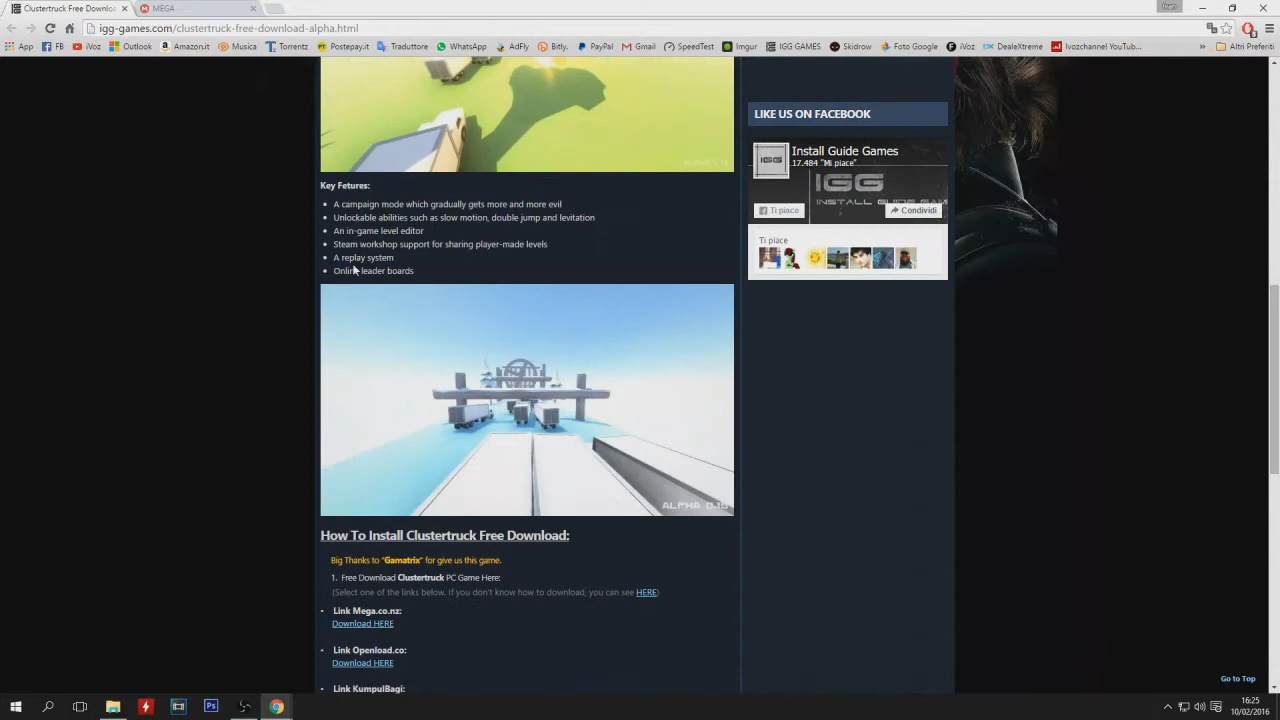 Clustertruck Free Downlo
MEGA
Ivan
igg-games.com/clustertruck-free-download-alpha.html
App
FB
iVoz
Outlook
Amazon.it
Musica
Torrentz
Postepay.it
Traduttore
WhatsApp
AdFly
Bitly.
PayPal
Gmail
SpeedTest
Imgur
IGG GAMES
Skidrow
Foto Google
iVoz
DealeXtreme
Ivozchannel YouTub...
»
Altri Preferiti
Key Fetures:
• A campaign mode which gradually gets more and more evil
• Unlockable abilities such as slow motion, double jump and levitation
• An in-game level editor
• Steam workshop support for sharing player-made levels
• A replay system
• Online leader boards
ALPHA 0.15
How To Install Clustertruck Free Download:
Big Thanks to "Gamatrix" for give us this game.
1. Free Download Clustertruck PC Game Here:
(Select one of the links below. If you don't know how to download, you can see HERE)
• Link Mega.co.nz:
Download HERE
• Link Openload.co:
Download HERE
• Link KumpulBagi:
LIKE US ON FACEBOOK
IGG
Install Guide Games
17.484 "Mi piace"
IGG
INSTALL GUIDE GAM
Ti piace
Condividi
Ti piace
Go to Top
16:25
10/02/2016